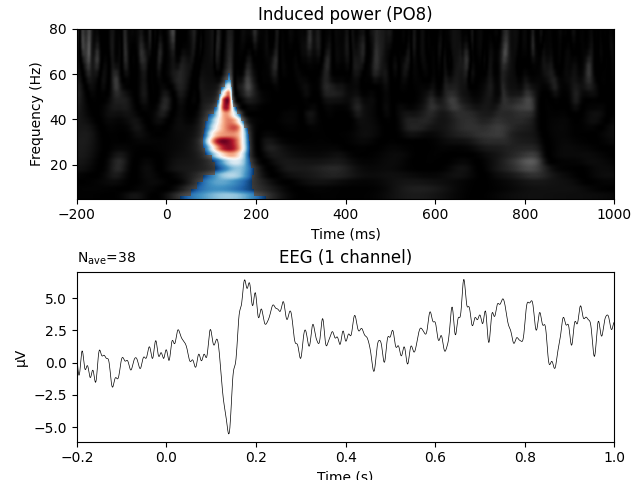 Induced power (PO8)
80
60
40
20
Frequency (Hz)
−200 0 200 400 600 800 1000
Time (ms)
Nave=38
EEG (1 channel)
5.0
2.5
0.0
−2.5
−5.0
µV
−0.2 0.0 0.2 0.4 0.6 0.8 1.0
Time (s)